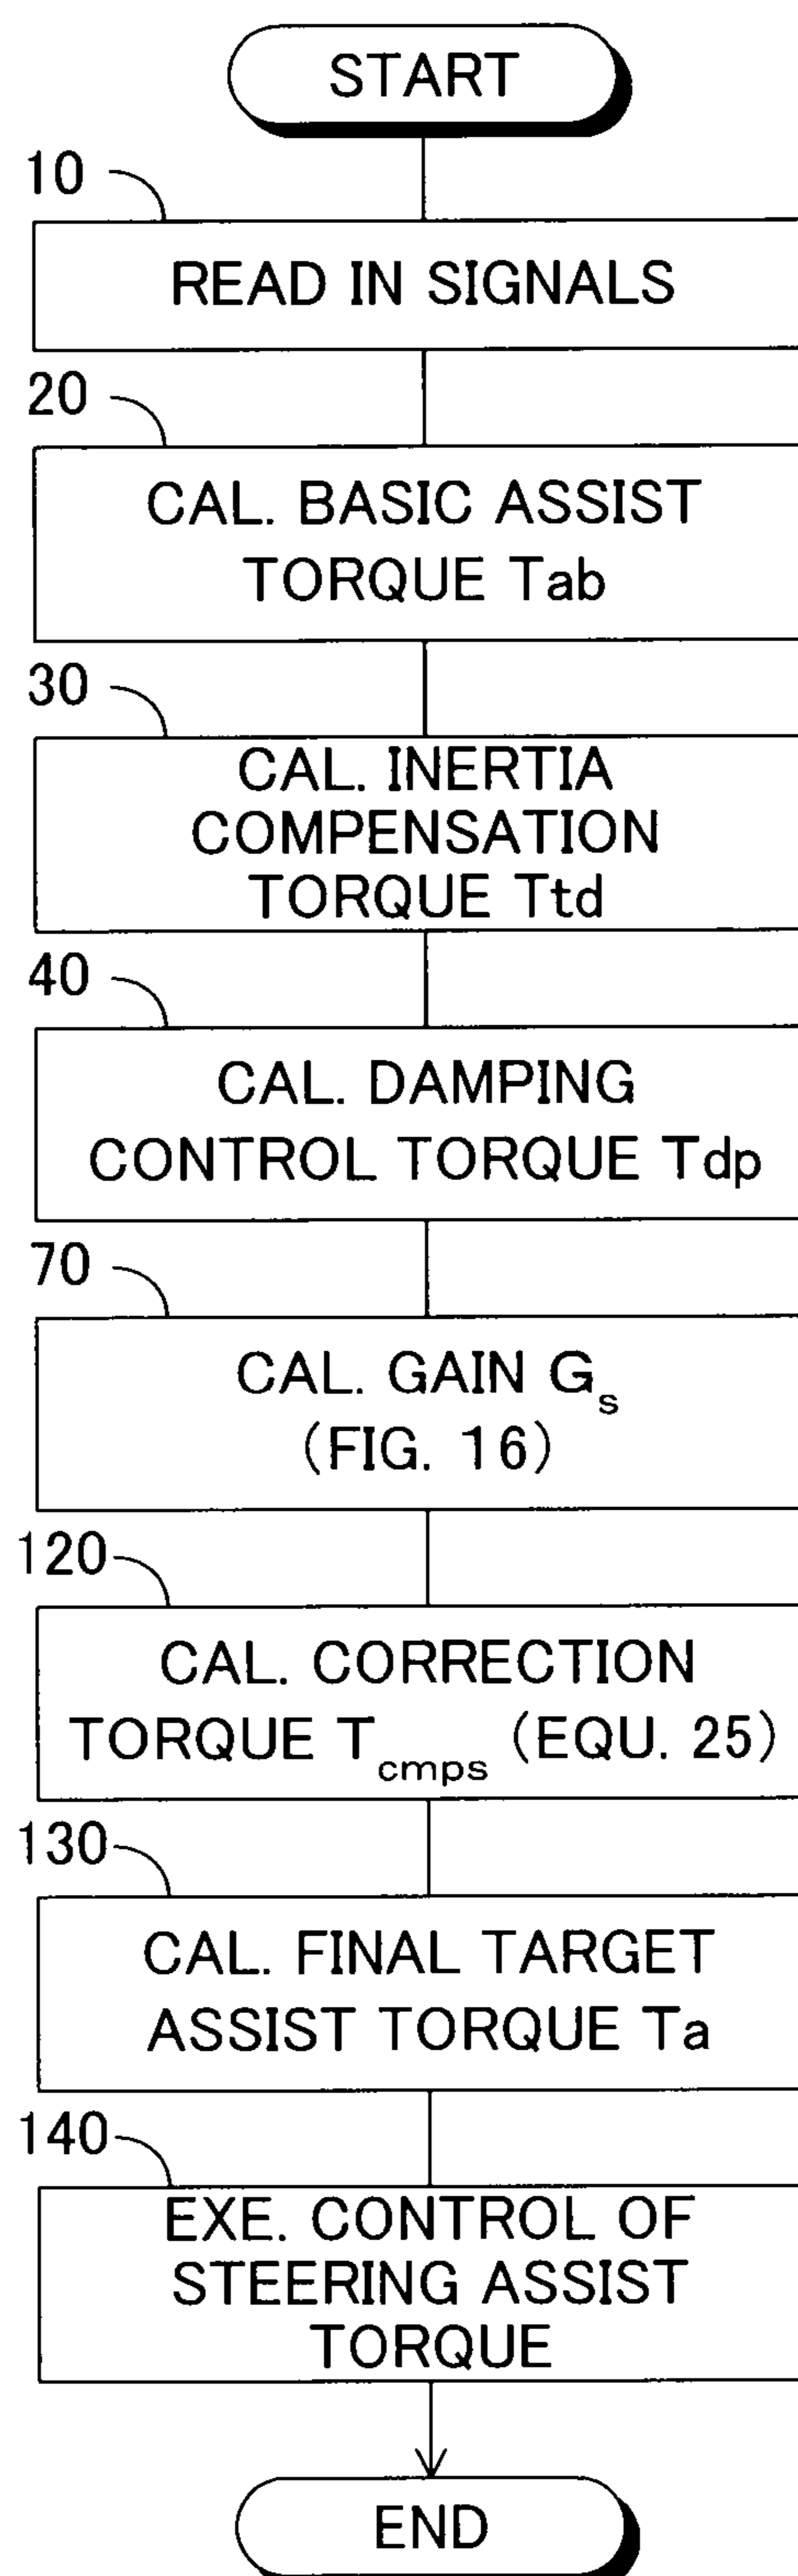 START
10
READ IN SIGNALS
20
CAL. BASIC ASSIST
TORQUE Tab
30
CAL. INERTIA
COMPENSATION
TORQUE Ttd
40
CAL. DAMPING
CONTROL TORQUE Tdp
70
CAL. GAIN Gs
(FIG. 16)
120
CAL. CORRECTION
TORQUE Tcmps (EQU. 25)
130
CAL. FINAL TARGET
ASSIST TORQUE Ta
140
EXE. CONTROL OF
STEERING ASSIST
TORQUE
END